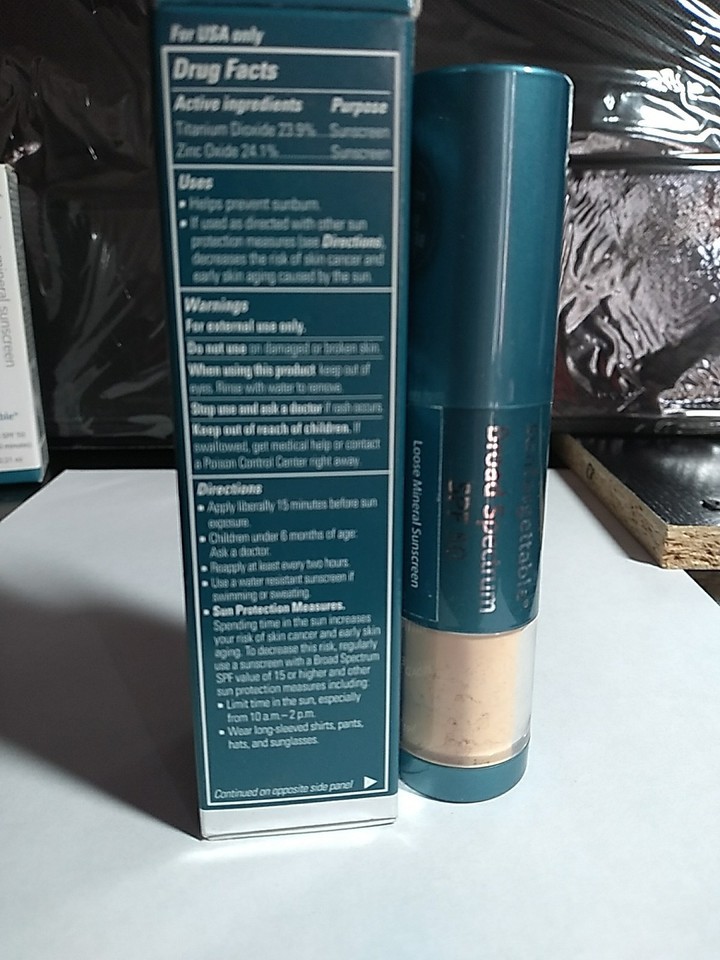 For USA only
Drug Facts
Active ingredients Purpose
Titanium Dioxide 23.9%... Sunscreen
Zinc Oxide 24.1%... Sunscreen
Uses
• Helps prevent sunburn.
• If used as directed with other sun
protection measures (see Directions),
decreases the risk of skin cancer and
early skin aging caused by the sun.
Warnings
For external use only.
Do not use on damaged or broken skin.
When using this product keep out of
eyes. Rinse with water to remove.
Stop use and ask a doctor if rash occurs.
Keep out of reach of children. If
swallowed, get medical help or contact
a Poison Control Center right away.
Directions
• Apply liberally 15 minutes before sun
exposure.
• Children under 6 months of age:
Ask a doctor.
• Reapply at least every two hours.
• Use a water resistant sunscreen if
swimming or sweating.
• Sun Protection Measures.
Spending time in the sun increases
your risk of skin cancer and early skin
aging. To decrease this risk, regularly
use a sunscreen with a Broad Spectrum
SPF value of 15 or higher and other
sun protection measures including:
• Limit time in the sun, especially
from 10 a.m.–2 p.m.
• Wear long-sleeved shirts, pants,
hats, and sunglasses.
Continued on opposite side panel
Broad Spectrum
SPF 50
Loose Mineral Sunscreen
mineral sunscreen
SPF 50